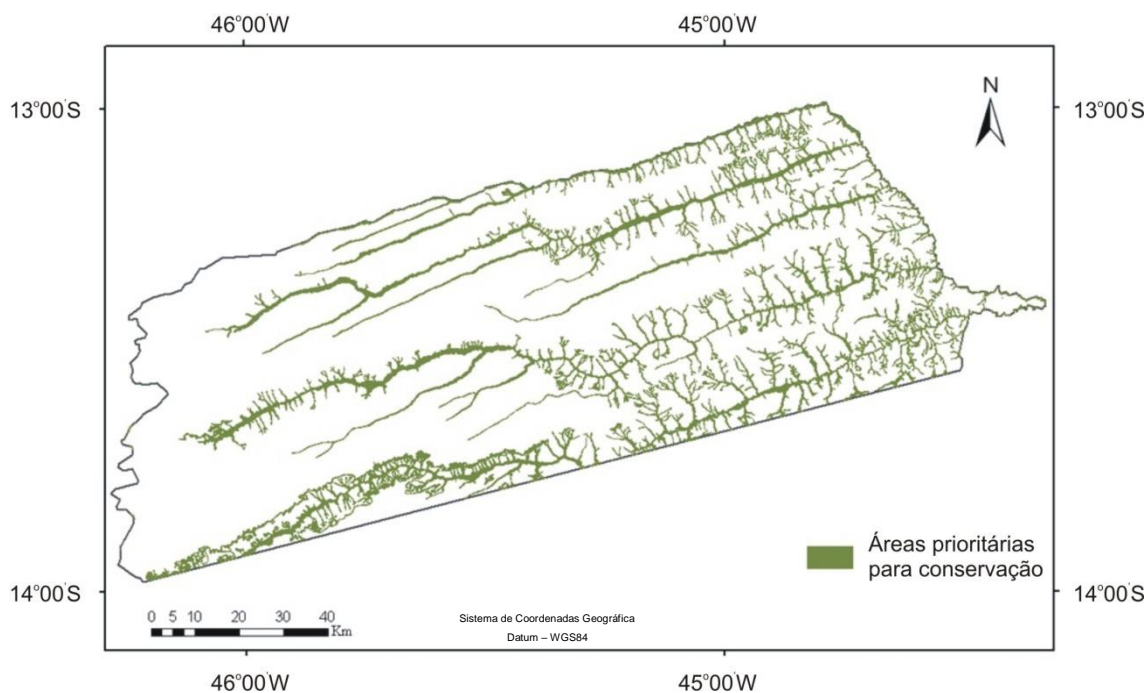 46°00'W 45°00'W
13°00'S 13°00'S
N
Áreas prioritárias
para conservação
14°00'S 14°00'S
0 5 10 20 30 40
Km
Sistema de Coordenadas Geográfica
Datum – WGS84
46°00'W 45°00'W